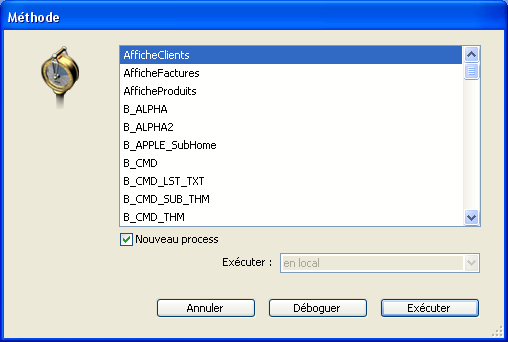 Méthode
AfficheClients
AfficheFactures
AfficheProduits
B_ALPHA
B_ALPHA2
B_APPLE_SubHome
B_CMD
B_CMD_LST_TXT
B_CMD_SUB_THM
B_CMD_THM
Nouveau process
Exécuter : en local
Annuler Déboguer Exécuter